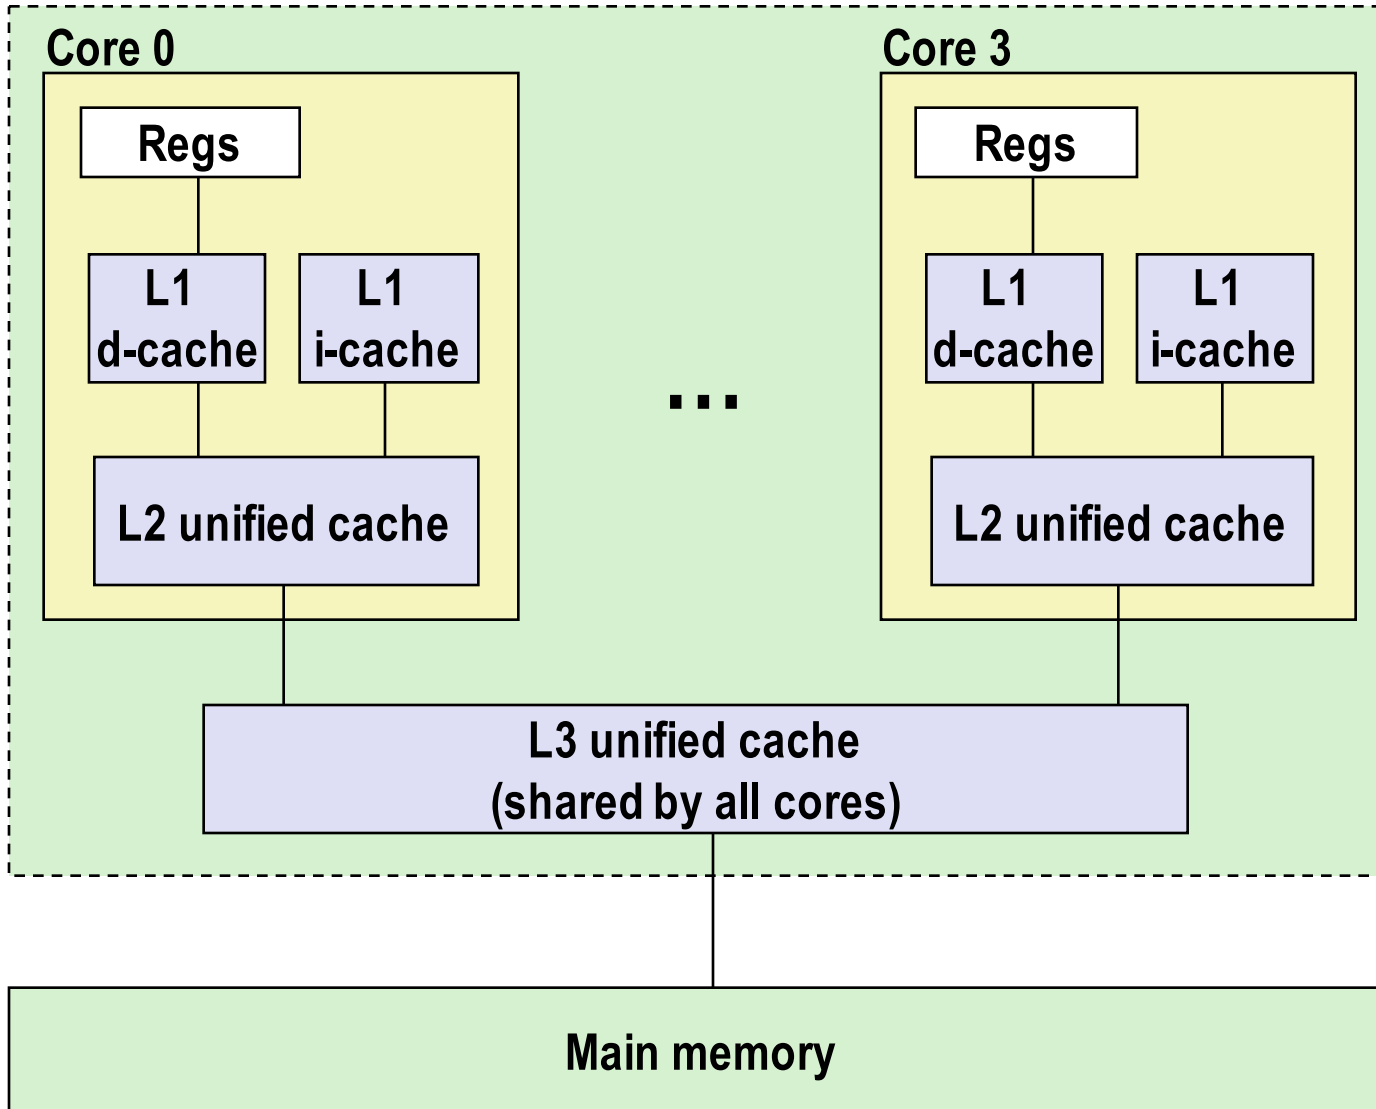 Core 0
Core 3
Regs
Regs
L1
d-cache
L1
i-cache
L1
d-cache
L1
i-cache
...
L2 unified cache
L2 unified cache
L3 unified cache
(shared by all cores)
Main memory